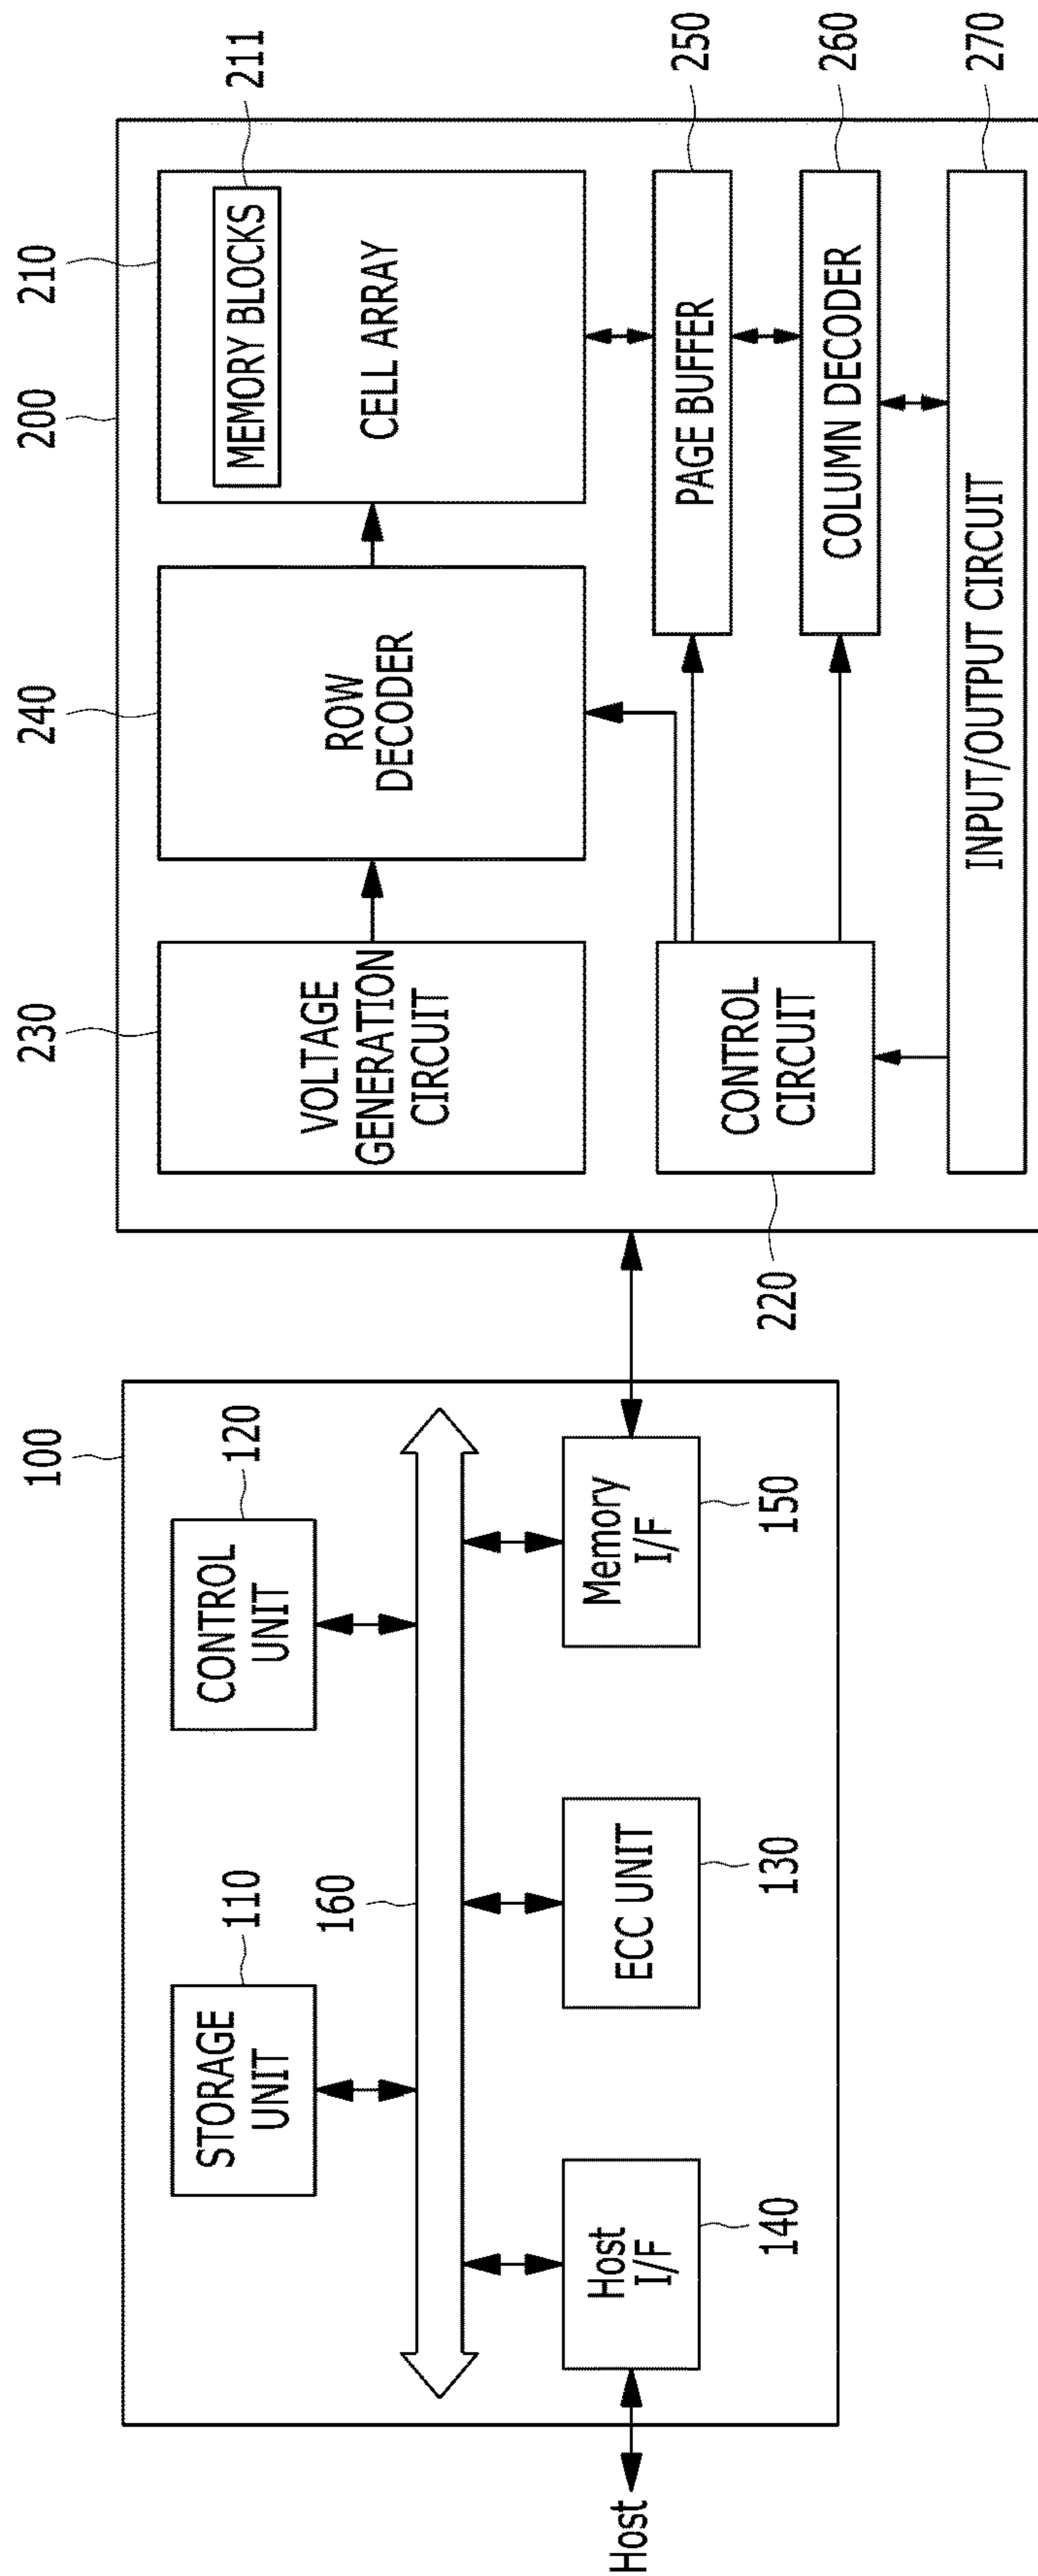 100
STORAGE
UNIT
110
CONTROL
UNIT
120
160
Host
Host
I/F
140
ECC UNIT
130
Memory
I/F
150
200
230
VOLTAGE
GENERATION
CIRCUIT
240
ROW
DECODER
210
MEMORY BLOCKS
211
CELL ARRAY
CONTROL
CIRCUIT
220
PAGE BUFFER
250
COLUMN DECODER
260
INPUT/OUTPUT CIRCUIT
270